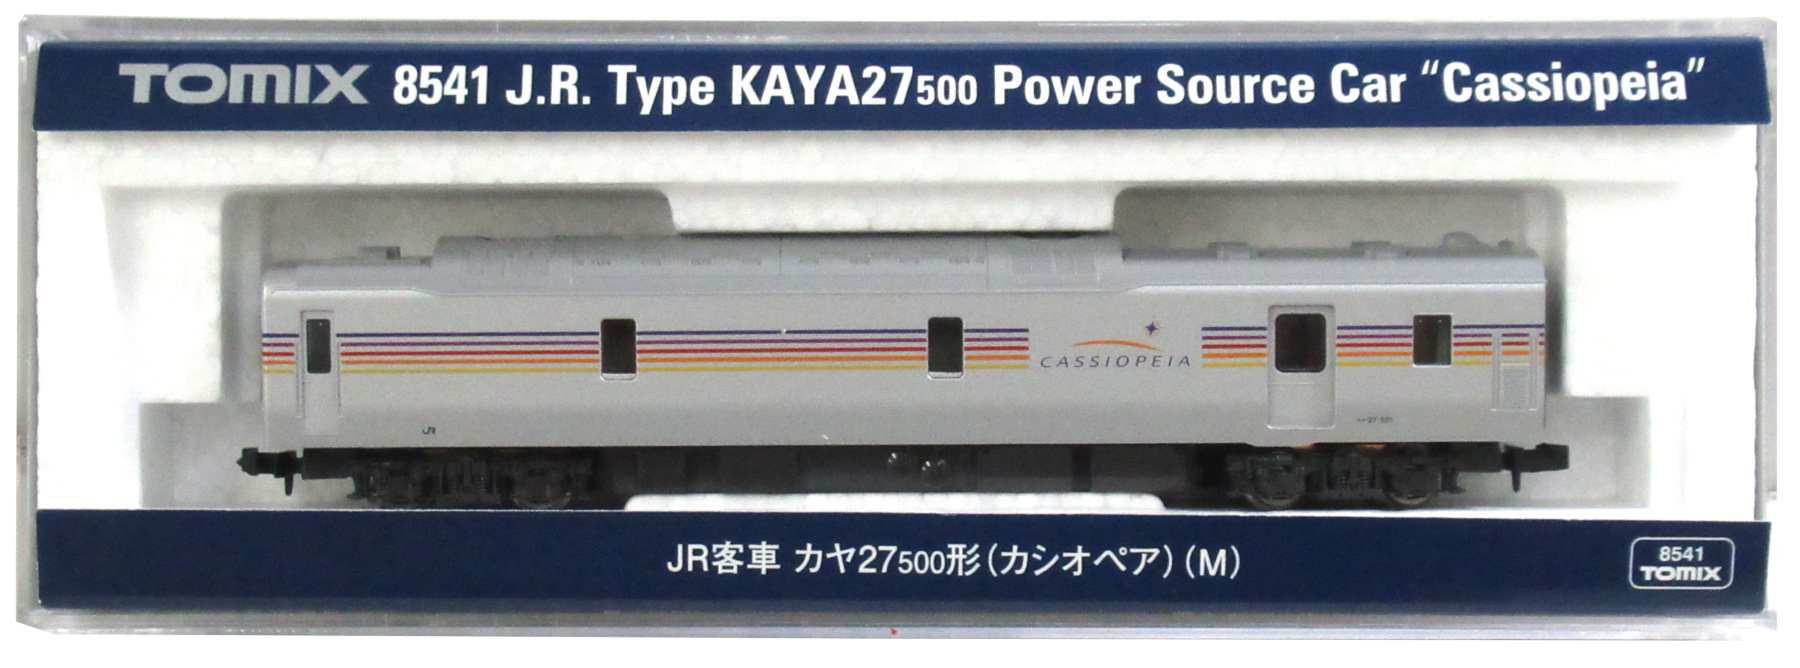 TOMIX 8541 J.R. Type KAYA27500 Power Source Car “Cassiopeia”
CASSIOPEIA
JR
JR客車 カヤ27500形(カシオペア)(M)
8541
TOMIX